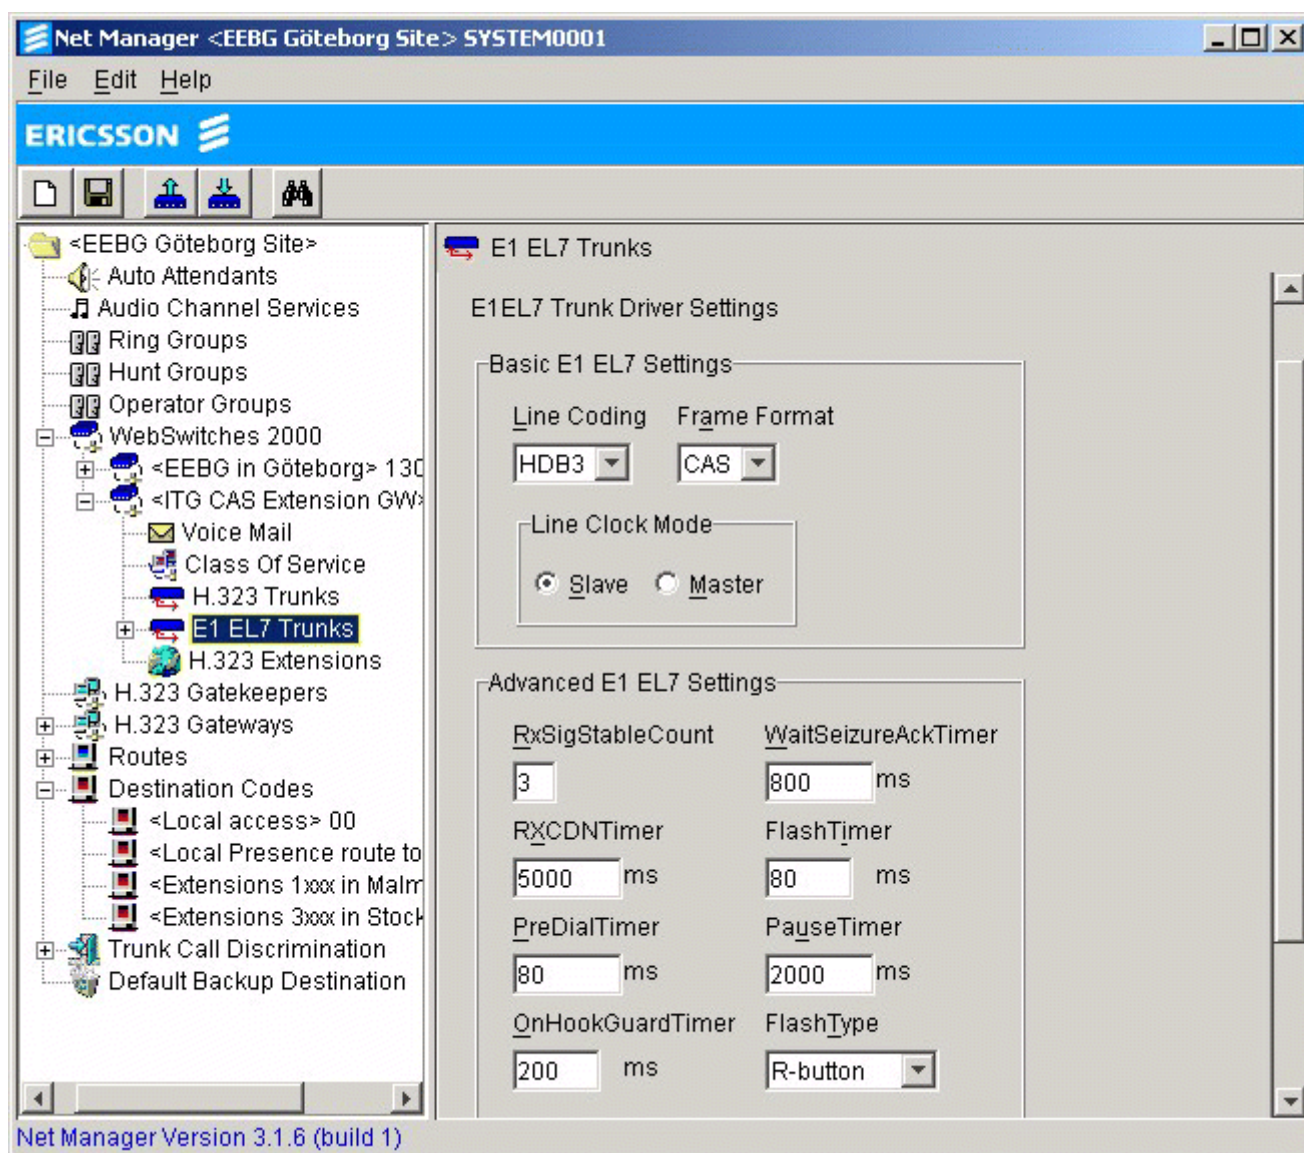 Net Manager <EEBG Göteborg Site> SYSTEM0001
File Edit Help
ERICSSON
<EEBG Göteborg Site>
Auto Attendants
Audio Channel Services
Ring Groups
Hunt Groups
Operator Groups
WebSwitches 2000
<EEBG in Göteborg> 130
<ITG CAS Extension GW>
Voice Mail
Class Of Service
H.323 Trunks
E1 EL7 Trunks
H.323 Extensions
H.323 Gatekeepers
H.323 Gateways
Routes
Destination Codes
<Local access> 00
<Local Presence route to
<Extensions 1xxx in Malm
<Extensions 3xxx in Stock
Trunk Call Discrimination
Default Backup Destination
E1 EL7 Trunks
E1EL7 Trunk Driver Settings
Basic E1 EL7 Settings
Line Coding Frame Format
HDB3 CAS
Line Clock Mode
Slave Master
Advanced E1 EL7 Settings
RxSigStableCount WaitSeizureAckTimer
3 800 ms
RXCDNTimer FlashTimer
5000 ms 80 ms
PreDialTimer PauseTimer
80 ms 2000 ms
OnHookGuardTimer FlashType
200 ms R-button
Net Manager Version 3.1.6 (build 1)